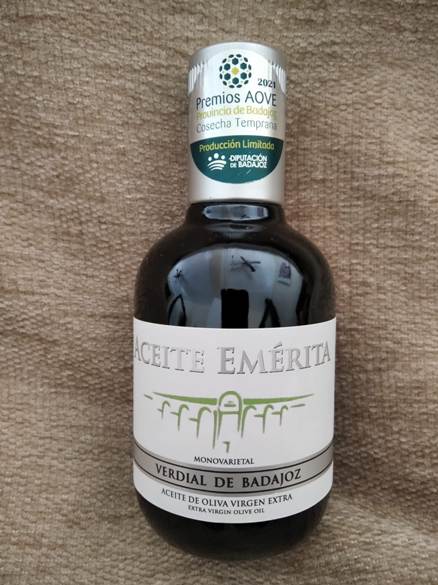 2021
Premios AOVE
Provincia de Badajoz
Cosecha Temprana
Producción Limitada
DIPUTACIÓN
DE BADAJOZ
ACEITE EMÉRITA
MONOVARIETAL
VERDIAL DE BADAJOZ
ACEITE DE OLIVA VIRGEN EXTRA
EXTRA VIRGIN OLIVE OIL